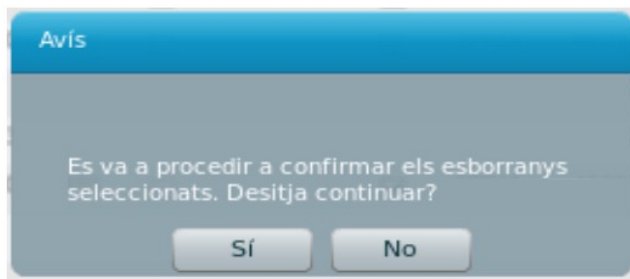 Avís
Es va a procedir a confirmar els esborranys
seleccionats. Desitja continuar?
Sí
No